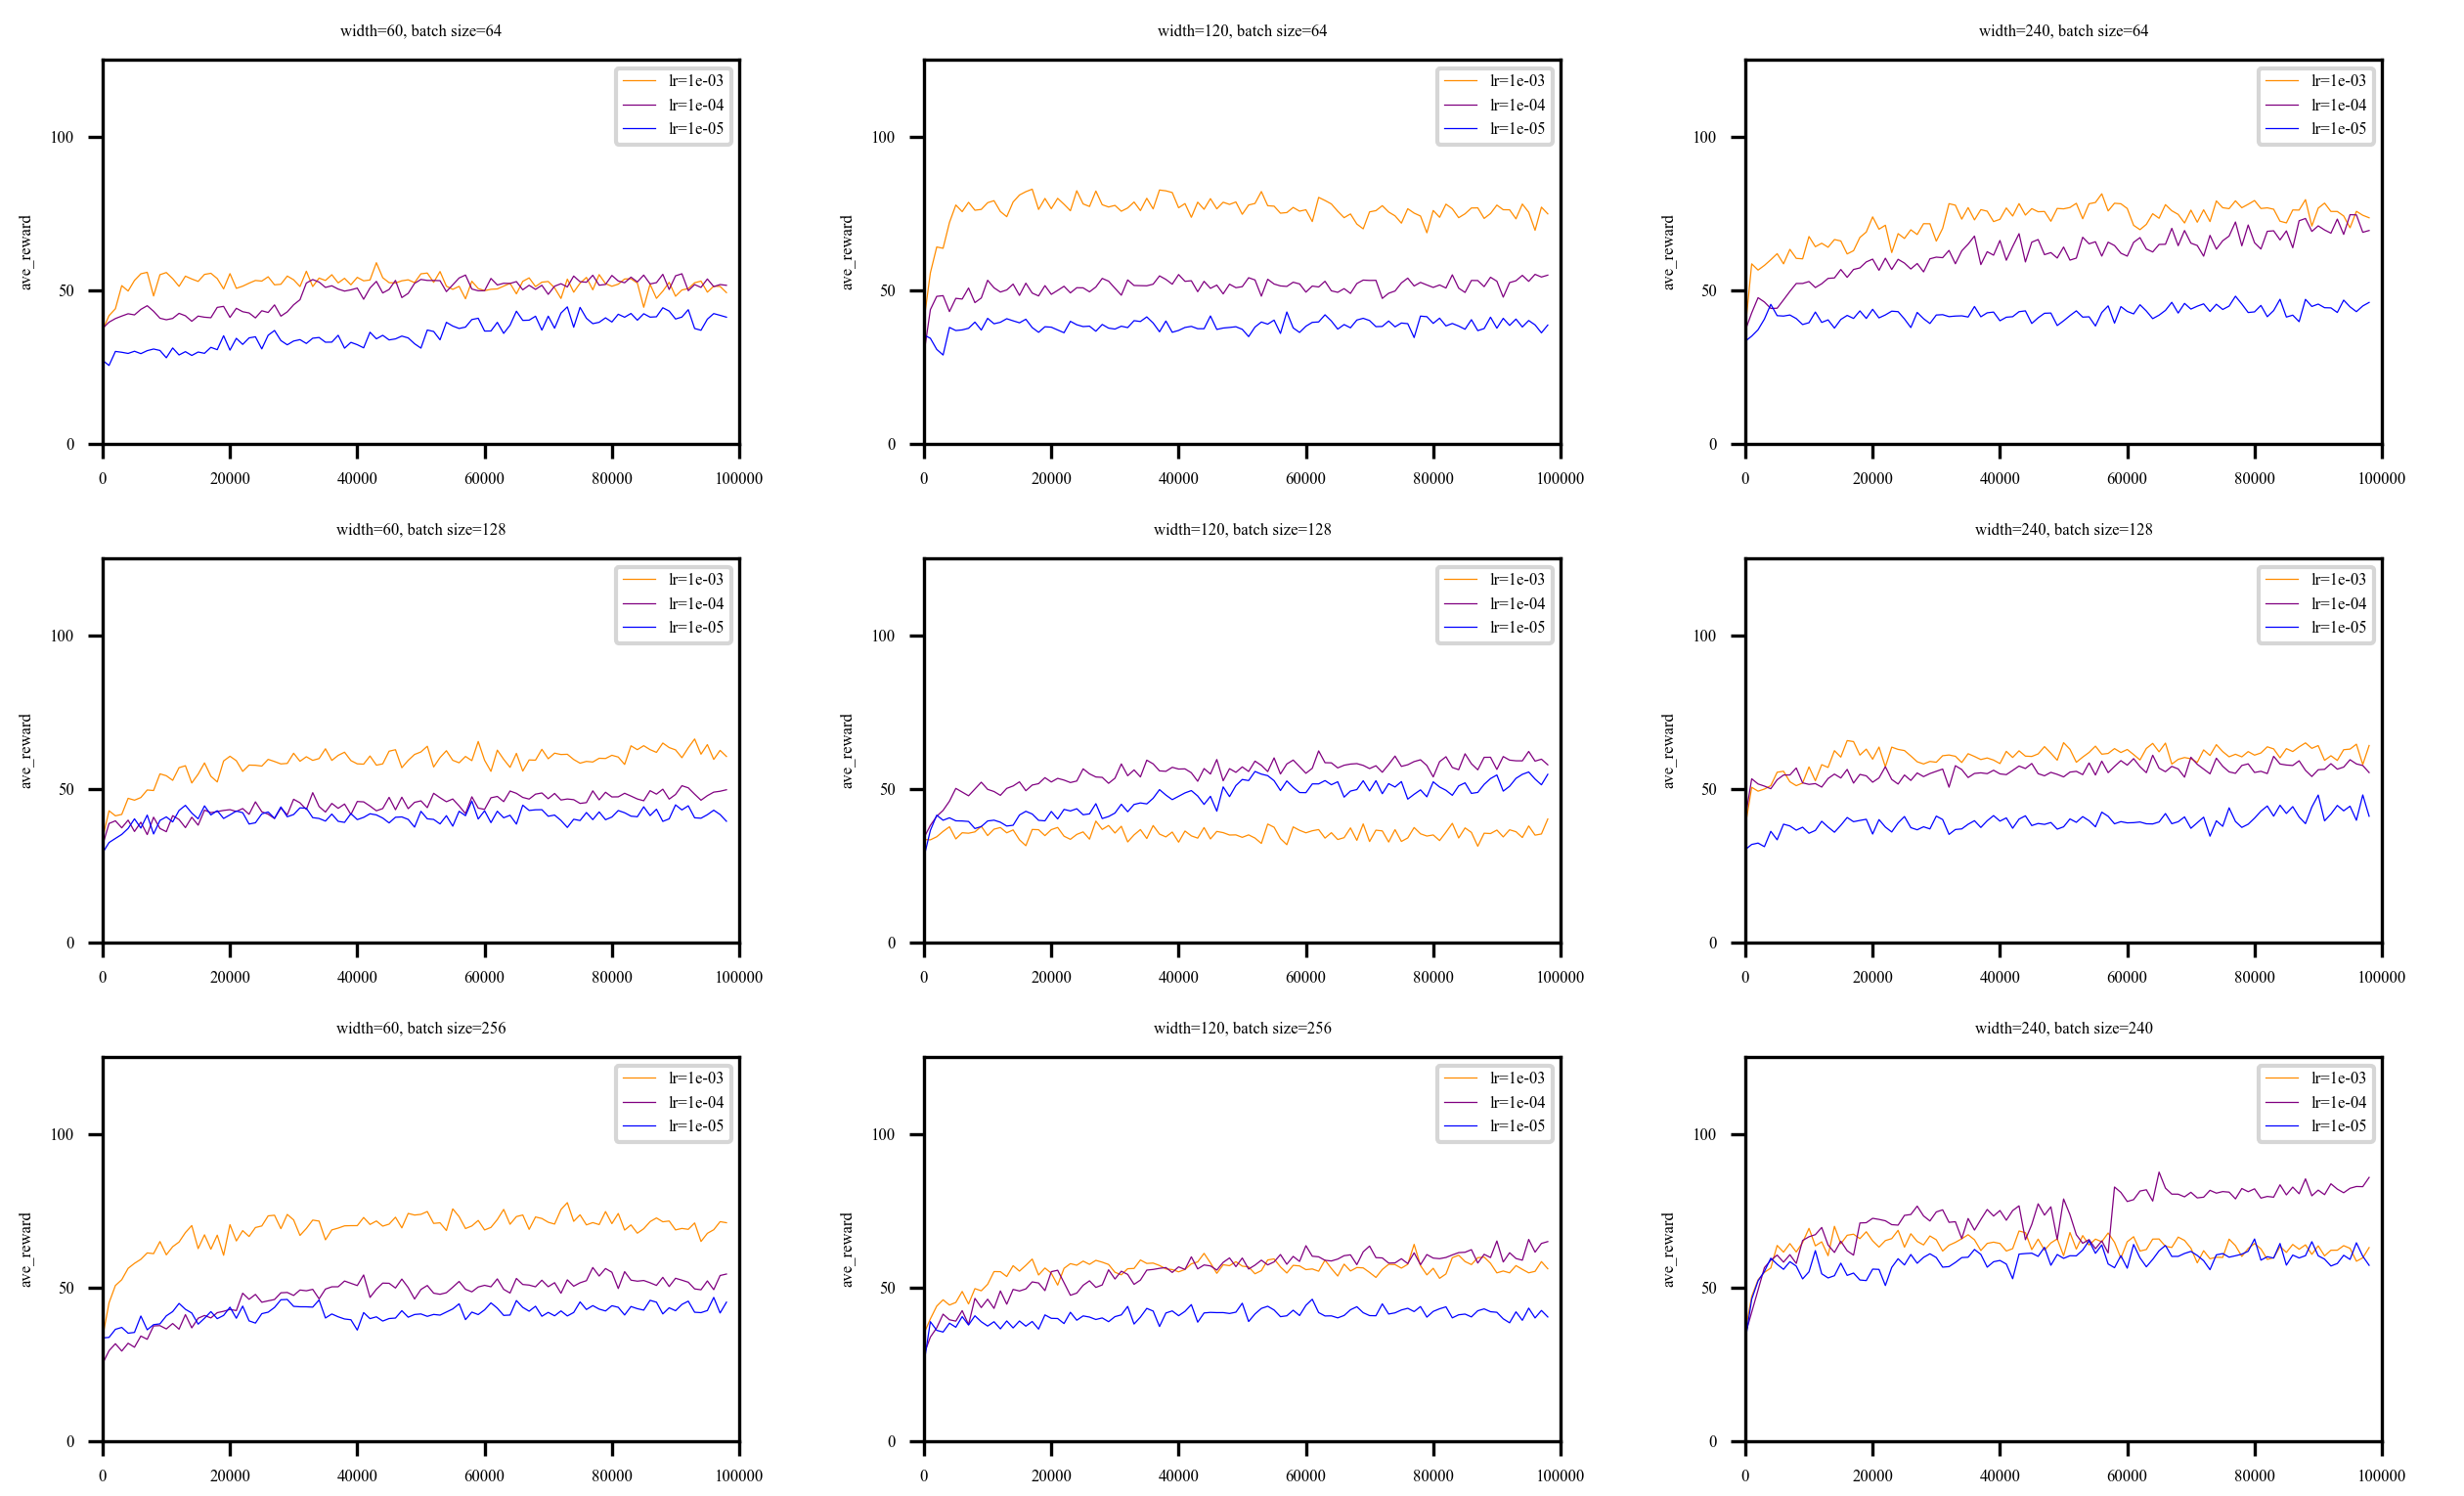 width=60, batch size=64
lr=1e-03
lr=1e-04
lr=1e-05
ave_reward
100
50
0
0 20000 40000 60000 80000 100000
width=120, batch size=64
lr=1e-03
lr=1e-04
lr=1e-05
ave_reward
100
50
0
0 20000 40000 60000 80000 100000
width=240, batch size=64
lr=1e-03
lr=1e-04
lr=1e-05
ave_reward
100
50
0
0 20000 40000 60000 80000 100000
width=60, batch size=128
lr=1e-03
lr=1e-04
lr=1e-05
ave_reward
100
50
0
0 20000 40000 60000 80000 100000
width=120, batch size=128
lr=1e-03
lr=1e-04
lr=1e-05
ave_reward
100
50
0
0 20000 40000 60000 80000 100000
width=240, batch size=128
lr=1e-03
lr=1e-04
lr=1e-05
ave_reward
100
50
0
0 20000 40000 60000 80000 100000
width=60, batch size=256
lr=1e-03
lr=1e-04
lr=1e-05
ave_reward
100
50
0
0 20000 40000 60000 80000 100000
width=120, batch size=256
lr=1e-03
lr=1e-04
lr=1e-05
ave_reward
100
50
0
0 20000 40000 60000 80000 100000
width=240, batch size=240
lr=1e-03
lr=1e-04
lr=1e-05
ave_reward
100
50
0
0 20000 40000 60000 80000 100000